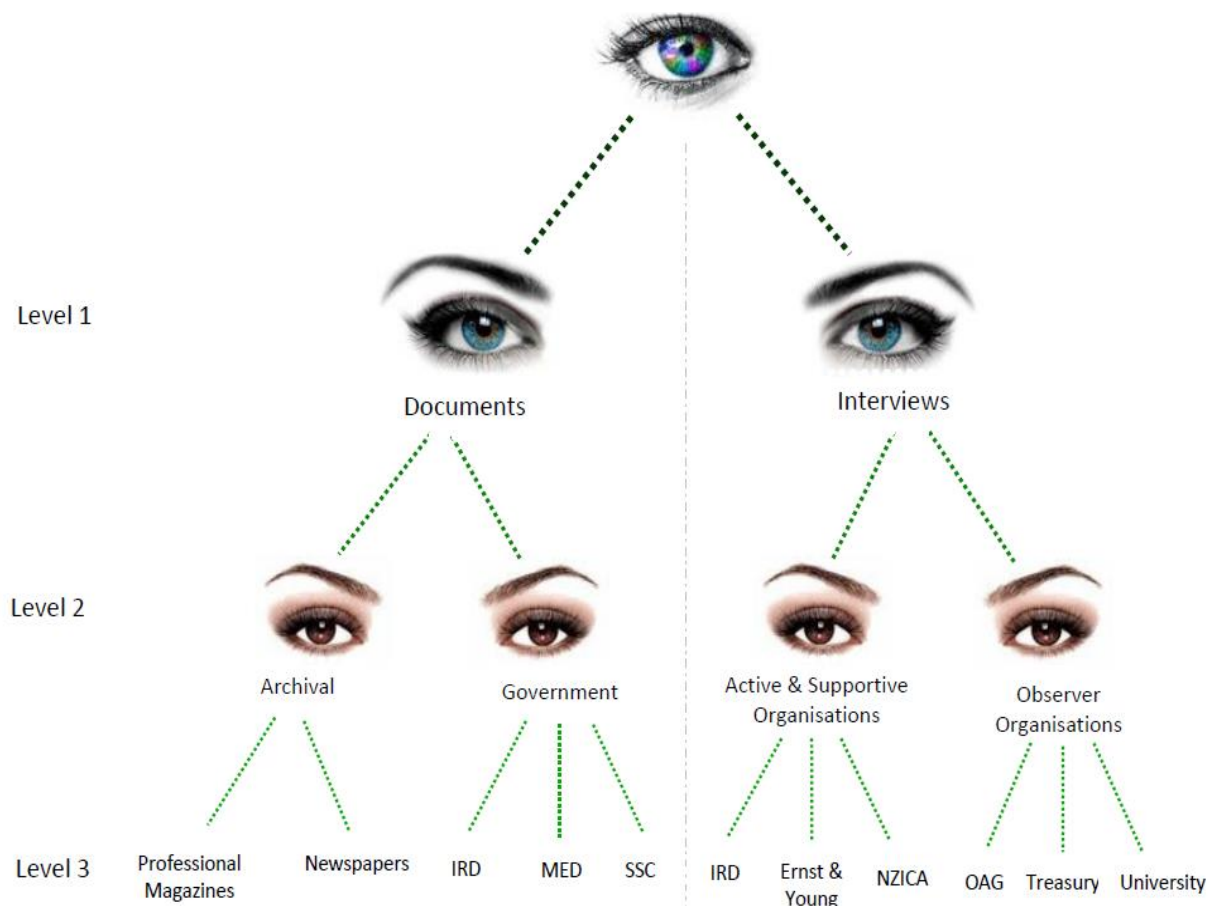 Level 1
Documents
Interviews
Level 2
Archival
Government
Active & Supportive
Organisations
Observer
Organisations
Level 3
Professional
Magazines
Newspapers
IRD
MED
SSC
IRD
Ernst &
Young
NZICA
OAG
Treasury
University